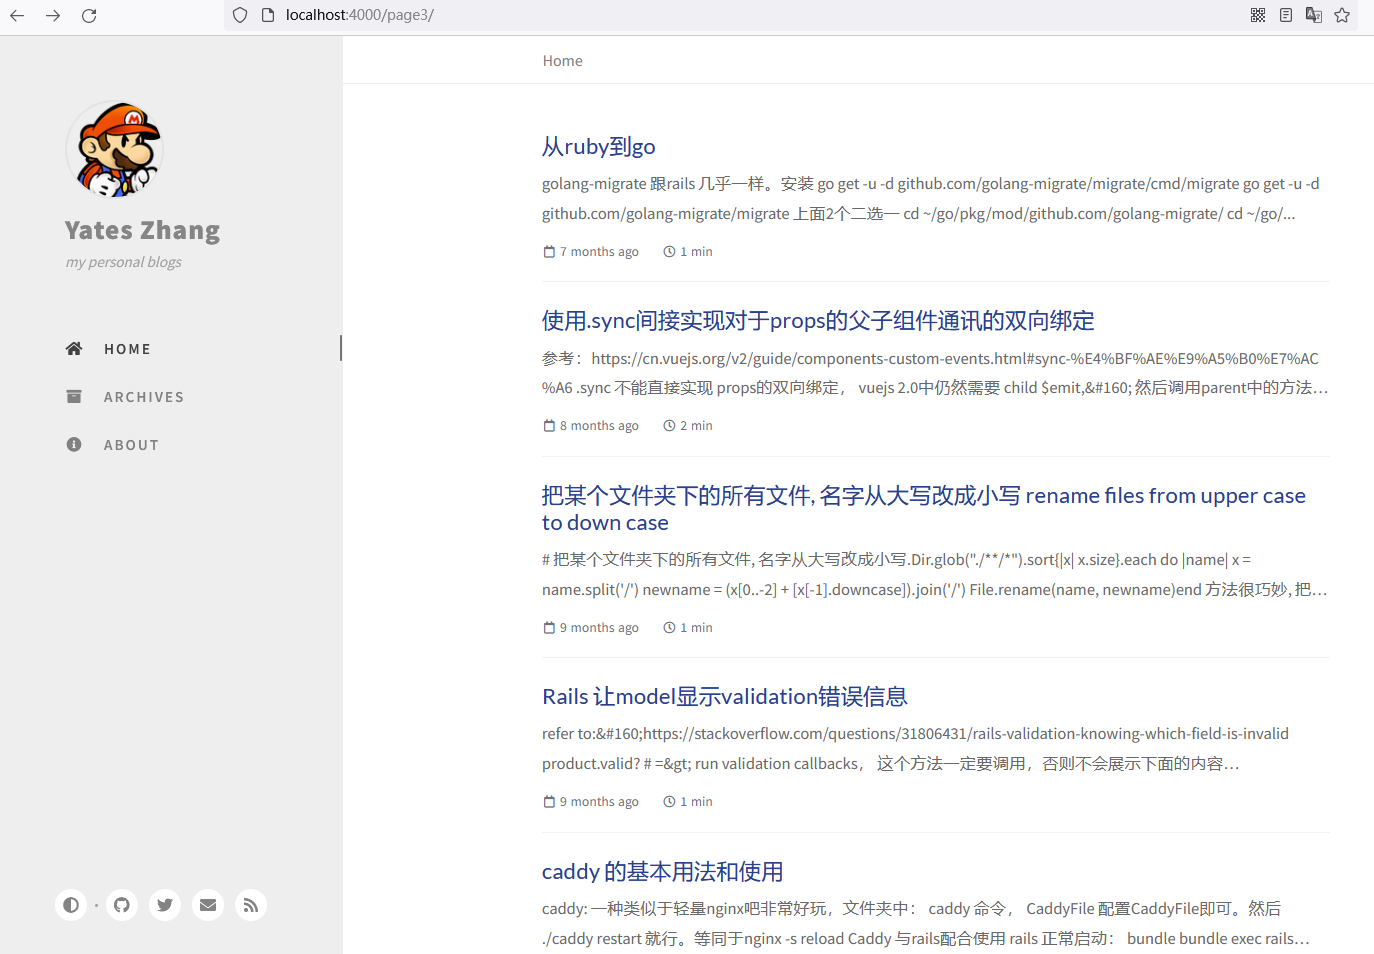 localhost:4000/page3/
Home
Yates Zhang
my personal blogs
HOME
ARCHIVES
ABOUT
从ruby到go
golang-migrate 跟rails 几乎一样。安装 go get -u -d github.com/golang-migrate/migrate/cmd/migrate go get -u -d
github.com/golang-migrate/migrate 上面2个二选一 cd ~/go/pkg/mod/github.com/golang-migrate/ cd ~/go/...
7 months ago 1 min
使用.sync间接实现对于props的父子组件通讯的双向绑定
参考：https://cn.vuejs.org/v2/guide/components-custom-events.html#sync-%E4%BF%AE%E9%A5%B0%E7%AC
%A6 .sync 不能直接实现 props的双向绑定， vuejs 2.0中仍然需要 child $emit,&#160; 然后调用parent中的方法…
8 months ago 2 min
把某个文件夹下的所有文件, 名字从大写改成小写 rename files from upper case
to down case
# 把某个文件夹下的所有文件, 名字从大写改成小写.Dir.glob("./**/*").sort{|x| x.size}.each do |name| x =
name.split('/') newname = (x[0..-2] + [x[-1].downcase]).join('/') File.rename(name, newname)end 方法很巧妙, 把…
9 months ago 1 min
Rails 让model显示validation错误信息
refer to:&#160;https://stackoverflow.com/questions/31806431/rails-validation-knowing-which-field-is-invalid
product.valid? # =&gt; run validation callbacks， 这个方法一定要调用，否则不会展示下面的内容…
9 months ago 1 min
caddy 的基本用法和使用
caddy: 一种类似于轻量nginx吧非常好玩，文件夹中： caddy 命令， CaddyFile 配置CaddyFile即可。然后
./caddy restart 就行。等同于nginx -s reload Caddy 与rails配合使用 rails 正常启动： bundle bundle exec rails…